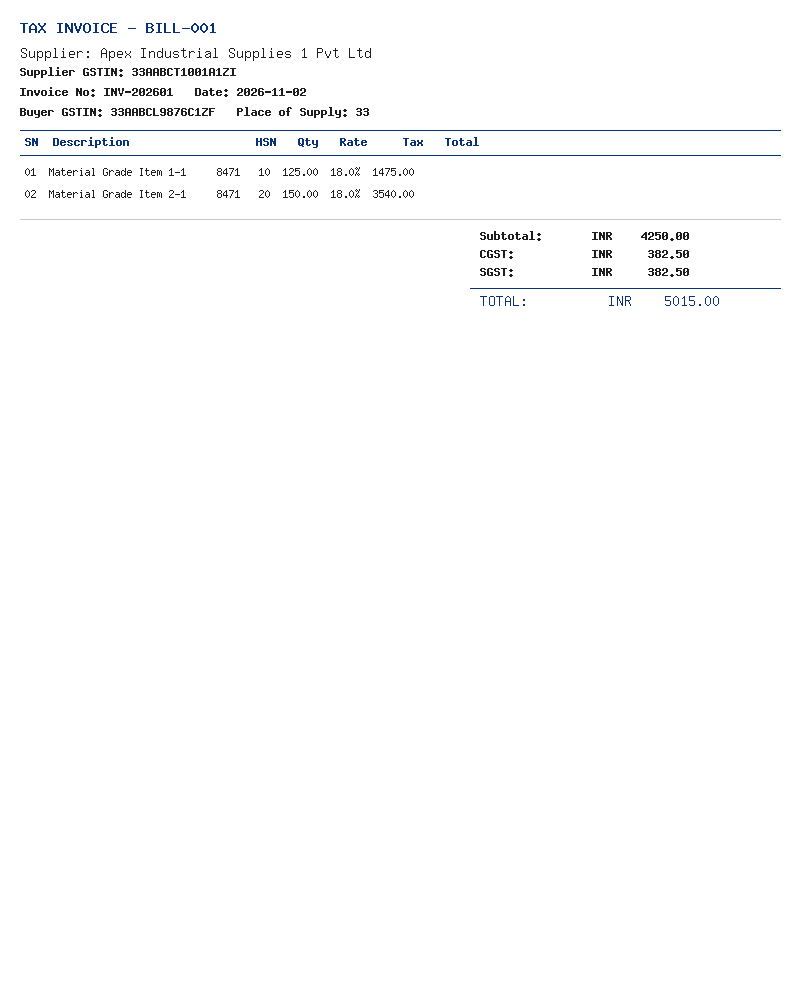 TAX INVOICE - BILL-001
Supplier: Apex Industrial Supplies 1 Pvt Ltd
Supplier GSTIN: 33AABCT1001A1ZI
Invoice No: INV-202601 Date: 2026-11-02
Buyer GSTIN: 33AABCL9876C1ZF Place of Supply: 33
SN Description HSN Qty Rate Tax Total
01 Material Grade Item 1-1 8471 10 125.00 18.0% 1475.00
02 Material Grade Item 2-1 8471 20 150.00 18.0% 3540.00
Subtotal: INR 4250.00
CGST: INR 382.50
SGST: INR 382.50
TOTAL: INR 5015.00